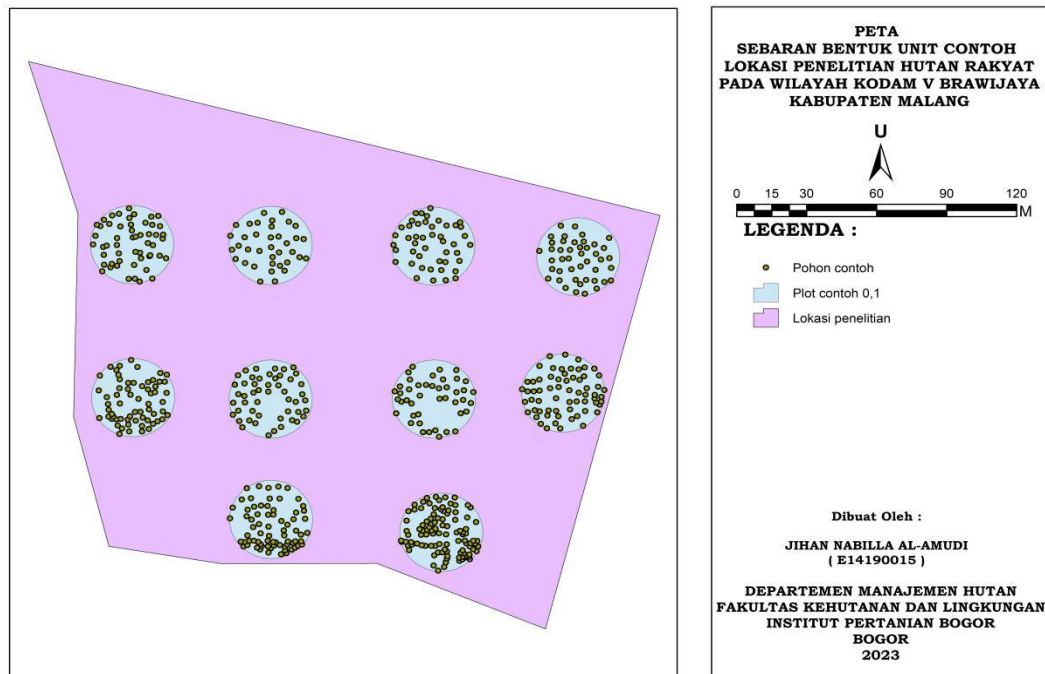 PETA
SEBARAN BENTUK UNIT CONTOH
LOKASI PENELITIAN HUTAN RAKYAT
PADA WILAYAH KODAM V BRAWIJAYA
KABUPATEN MALANG
U
0 15 30 60 90 120
M
LEGENDA :
Pohon contoh
Plot contoh 0,1
Lokasi penelitian
Dibuat Oleh :
JIHAN NABILLA AL-AMUDI
( E14190015 )
DEPARTEMEN MANAJEMEN HUTAN
FAKULTAS KEHUTANAN DAN LINGKUNGAN
INSTITUT PERTANIAN BOGOR
BOGOR
2023